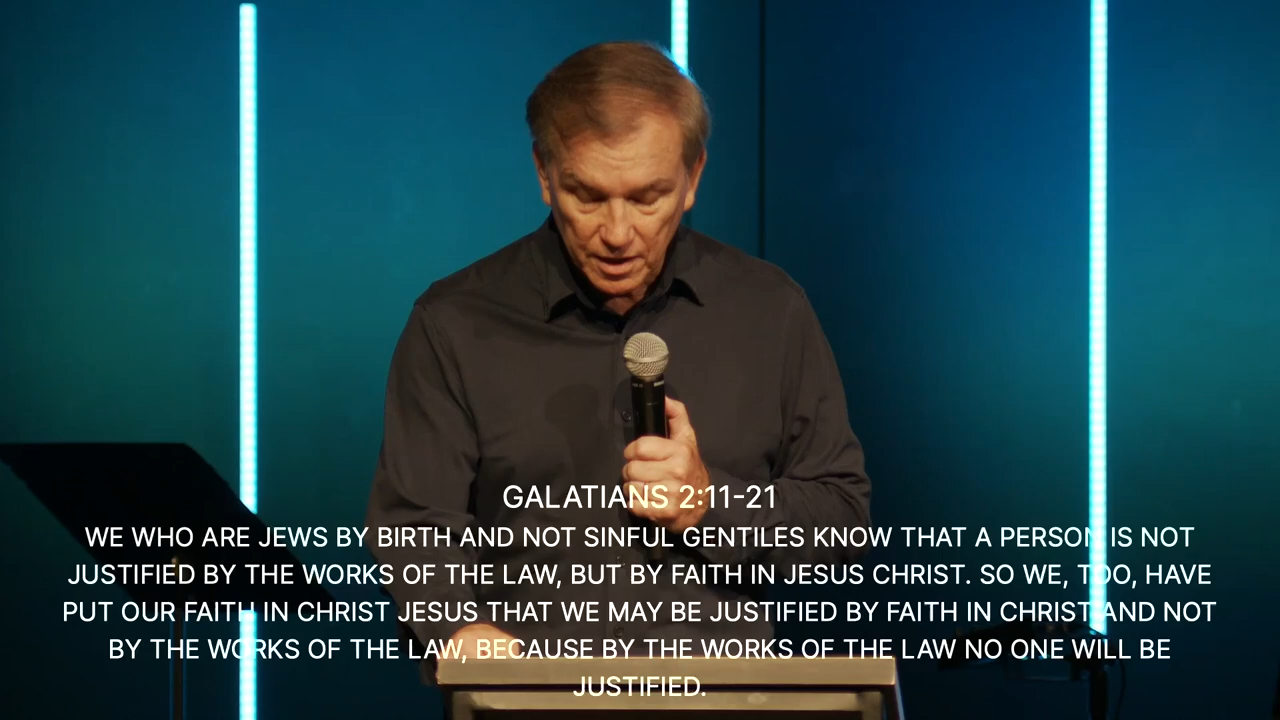 GALATIANS 2:11-21
WE WHO ARE JEWS BY BIRTH AND NOT SINFUL GENTILES KNOW THAT A PERSON IS NOT
JUSTIFIED BY THE WORKS OF THE LAW, BUT BY FAITH IN JESUS CHRIST. SO WE, TOO, HAVE
PUT OUR FAITH IN CHRIST JESUS THAT WE MAY BE JUSTIFIED BY FAITH IN CHRIST AND NOT
BY THE WORKS OF THE LAW, BECAUSE BY THE WORKS OF THE LAW NO ONE WILL BE
JUSTIFIED.